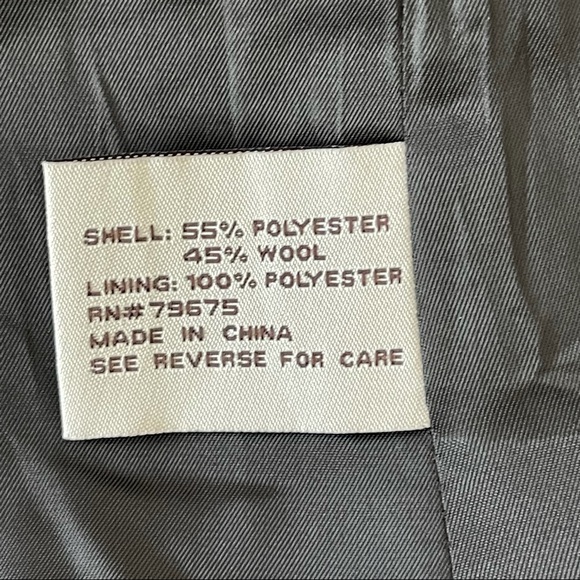 SHELL: 55% POLYESTER
45% WOOL
LINING: 100% POLYESTER
RN# 79675
MADE IN CHINA
SEE REVERSE FOR CARE